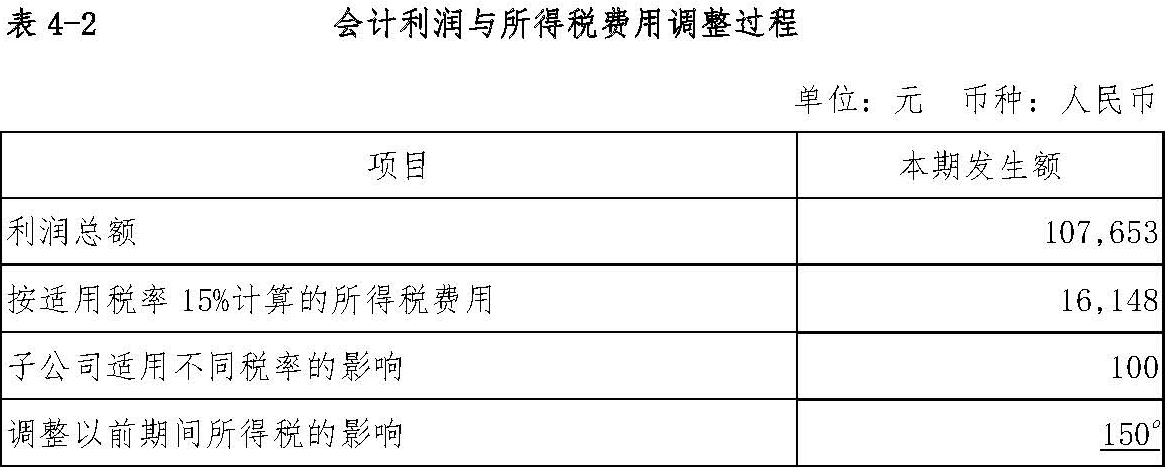 表 4-2 会计利润与所得税费用调整过程
单位：元 币种：人民币
项目 本期发生额
利润总额 107,653
按适用税率 15%计算的所得税费用 16,148
子公司适用不同税率的影响 100
调整以前期间所得税的影响 150°